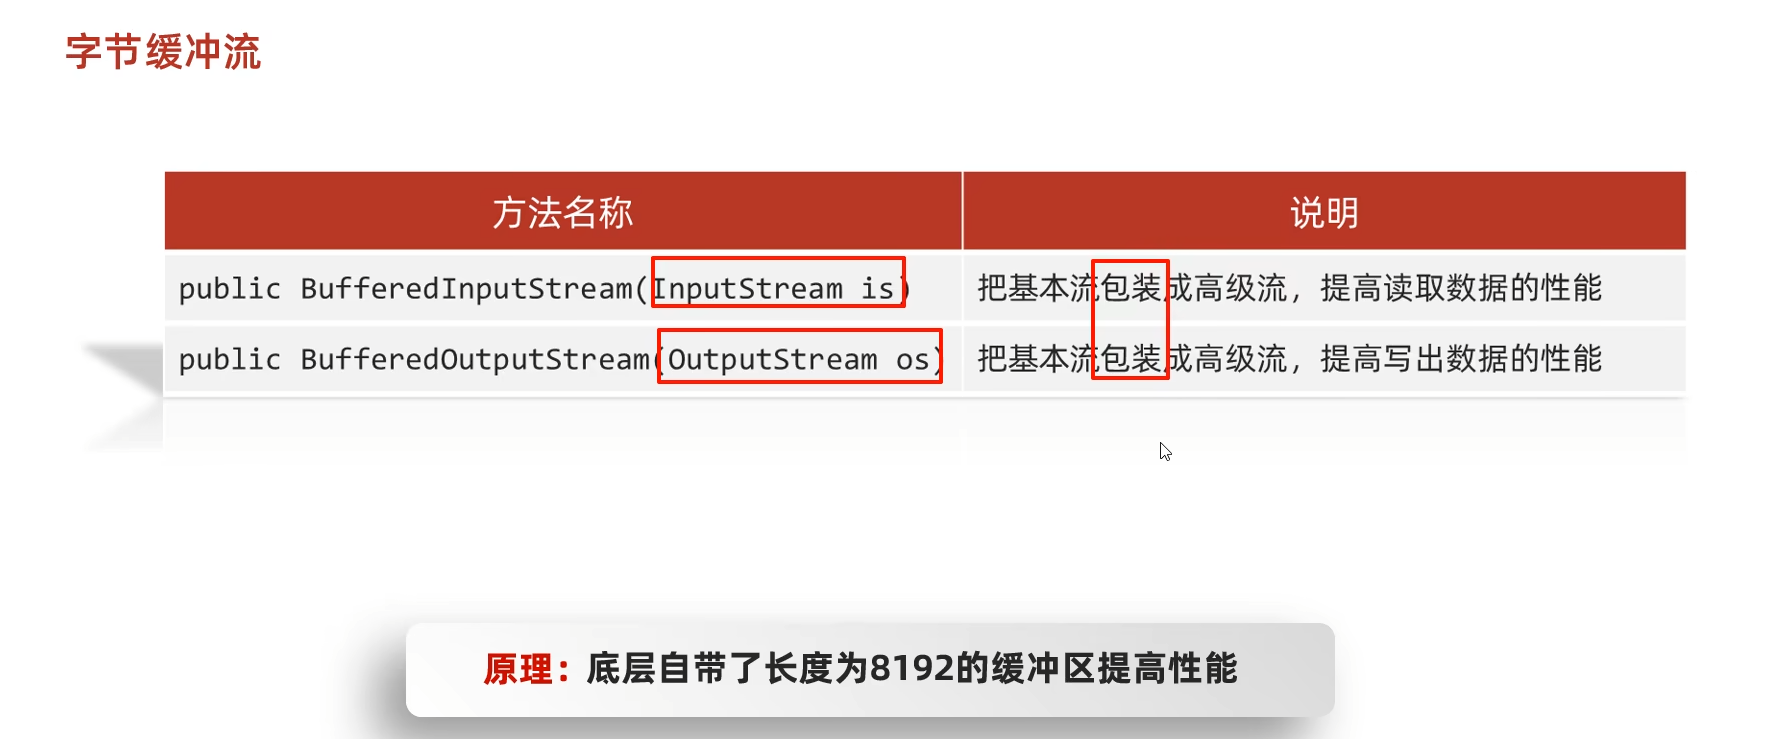 字节缓冲流
方法名称 说明
public BufferedInputStream(InputStream is) 把基本流包装成高级流，提高读取数据的性能
public BufferedOutputStream(OutputStream os) 把基本流包装成高级流，提高写出数据的性能
原理：底层自带了长度为8192的缓冲区提高性能